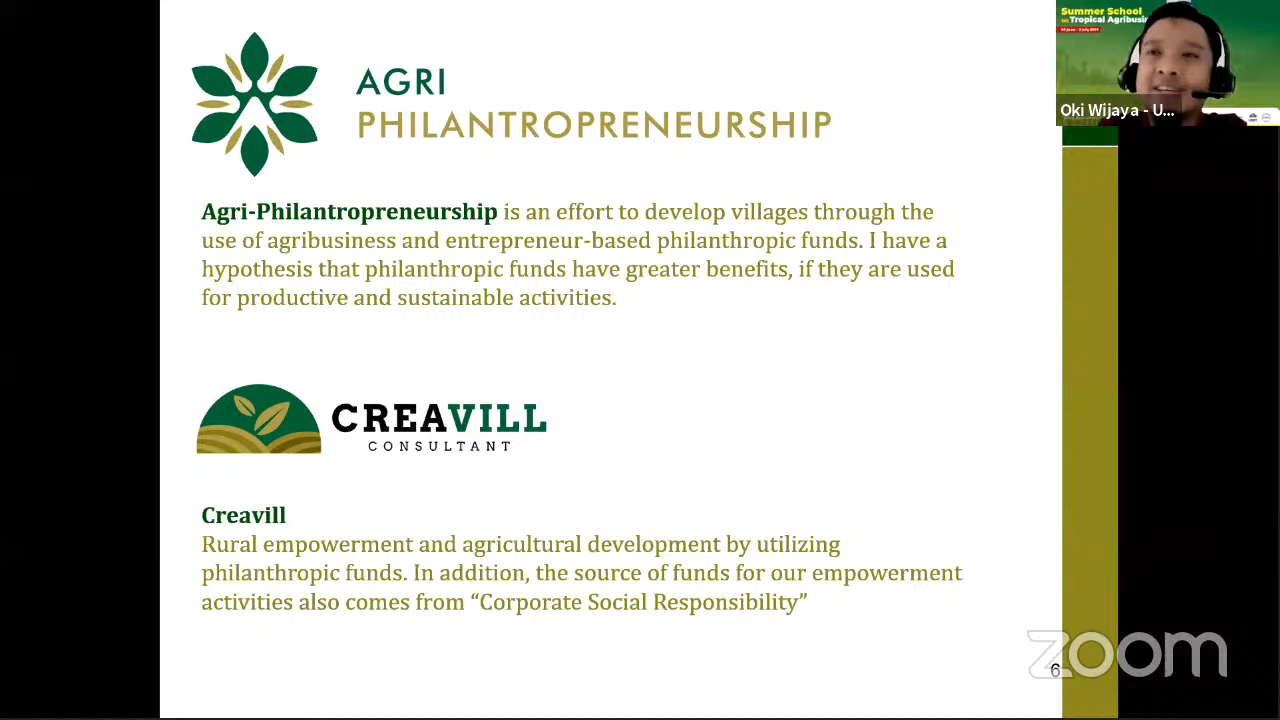 Summer School
on Tropical Agribusi
Oki Wijaya - U...
AGRI
PHILANTROPRENEURSHIP
Agri-Philantropreneurship is an effort to develop villages through the
use of agribusiness and entrepreneur-based philanthropic funds. I have a
hypothesis that philanthropic funds have greater benefits, if they are used
for productive and sustainable activities.
CREAVILL
CONSULTANT
Creavill
Rural empowerment and agricultural development by utilizing
philanthropic funds. In addition, the source of funds for our empowerment
activities also comes from “Corporate Social Responsibility”
zoom
6